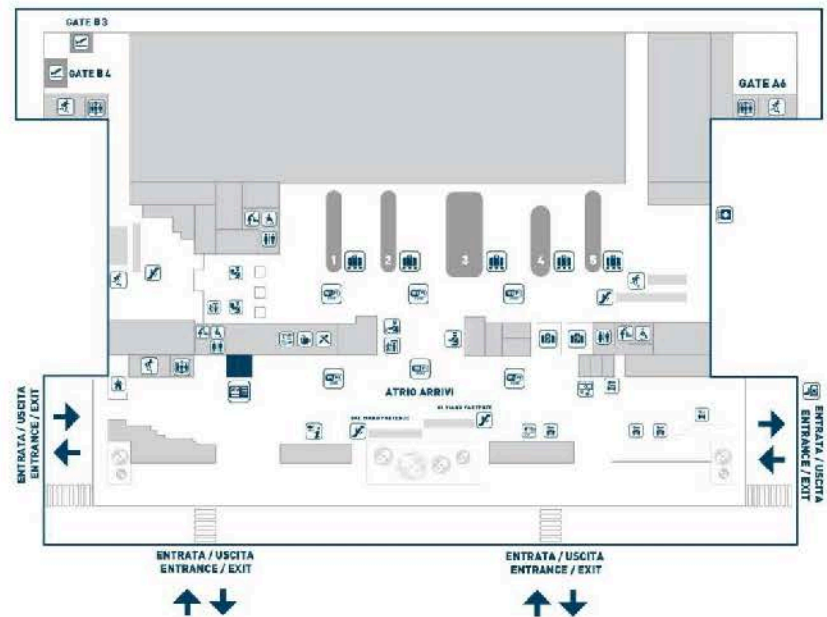 GATE B3
GATE B4
GATE A6
1
2
3
4
5
ATRIO ARRIVI
ENTRATA / USCITA
ENTRANCE / EXIT
ENTRATA / USCITA
ENTRANCE / EXIT
ENTRATA / USCITA
ENTRANCE / EXIT
ENTRATA / USCITA
ENTRANCE / EXIT